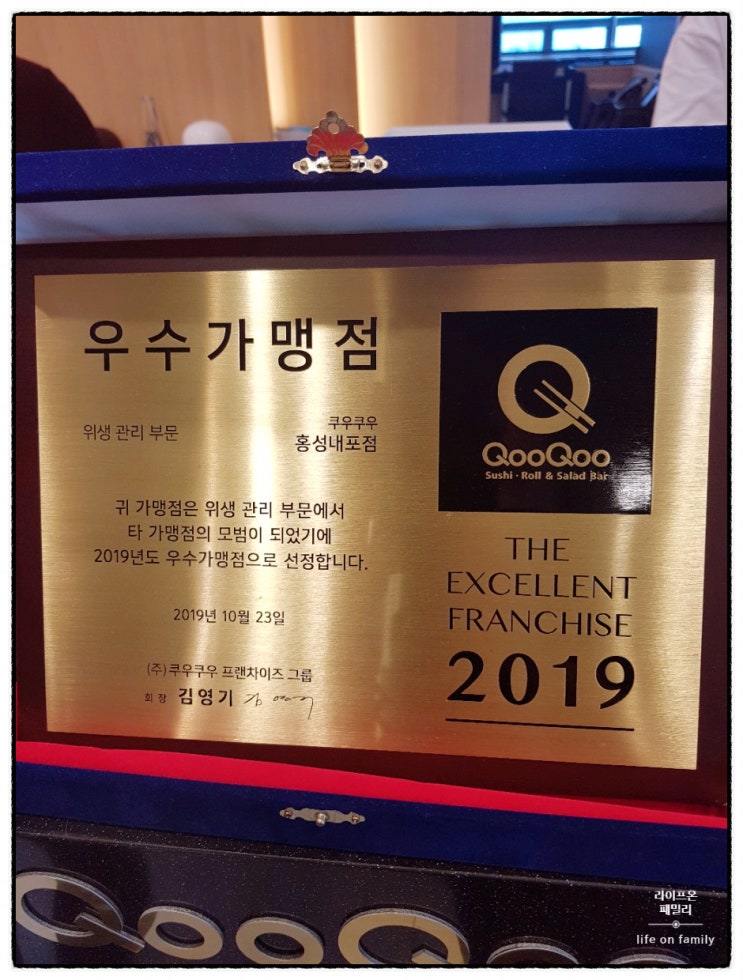 우수가맹점
위생 관리 부문
쿠우쿠우
홍성내포점
귀 가맹점은 위생 관리 부문에서
타 가맹점의 모범이 되었기에
2019년도 우수가맹점으로 선정합니다.
2019년 10월 23일
(주)쿠우쿠우 프랜차이즈 그룹
회 장 김영기
QooQoo
Sushi · Roll & Salad Bar
THE
EXCELLENT
FRANCHISE
2019
QooQoo
라이프온
패밀리
life on family